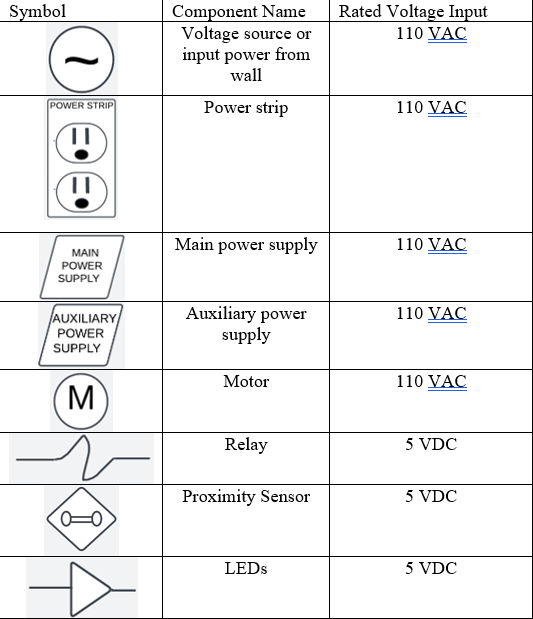 Symbol Component Name Rated Voltage Input
Voltage source or 110 VAC
input power from
wall
POWER STRIP Power strip 110 VAC
MAIN
POWER
SUPPLY
Main power supply 110 VAC
AUXILIARY
POWER
SUPPLY
Auxiliary power 110 VAC
supply
M Motor 110 VAC
Relay 5 VDC
Proximity Sensor 5 VDC
LEDs 5 VDC